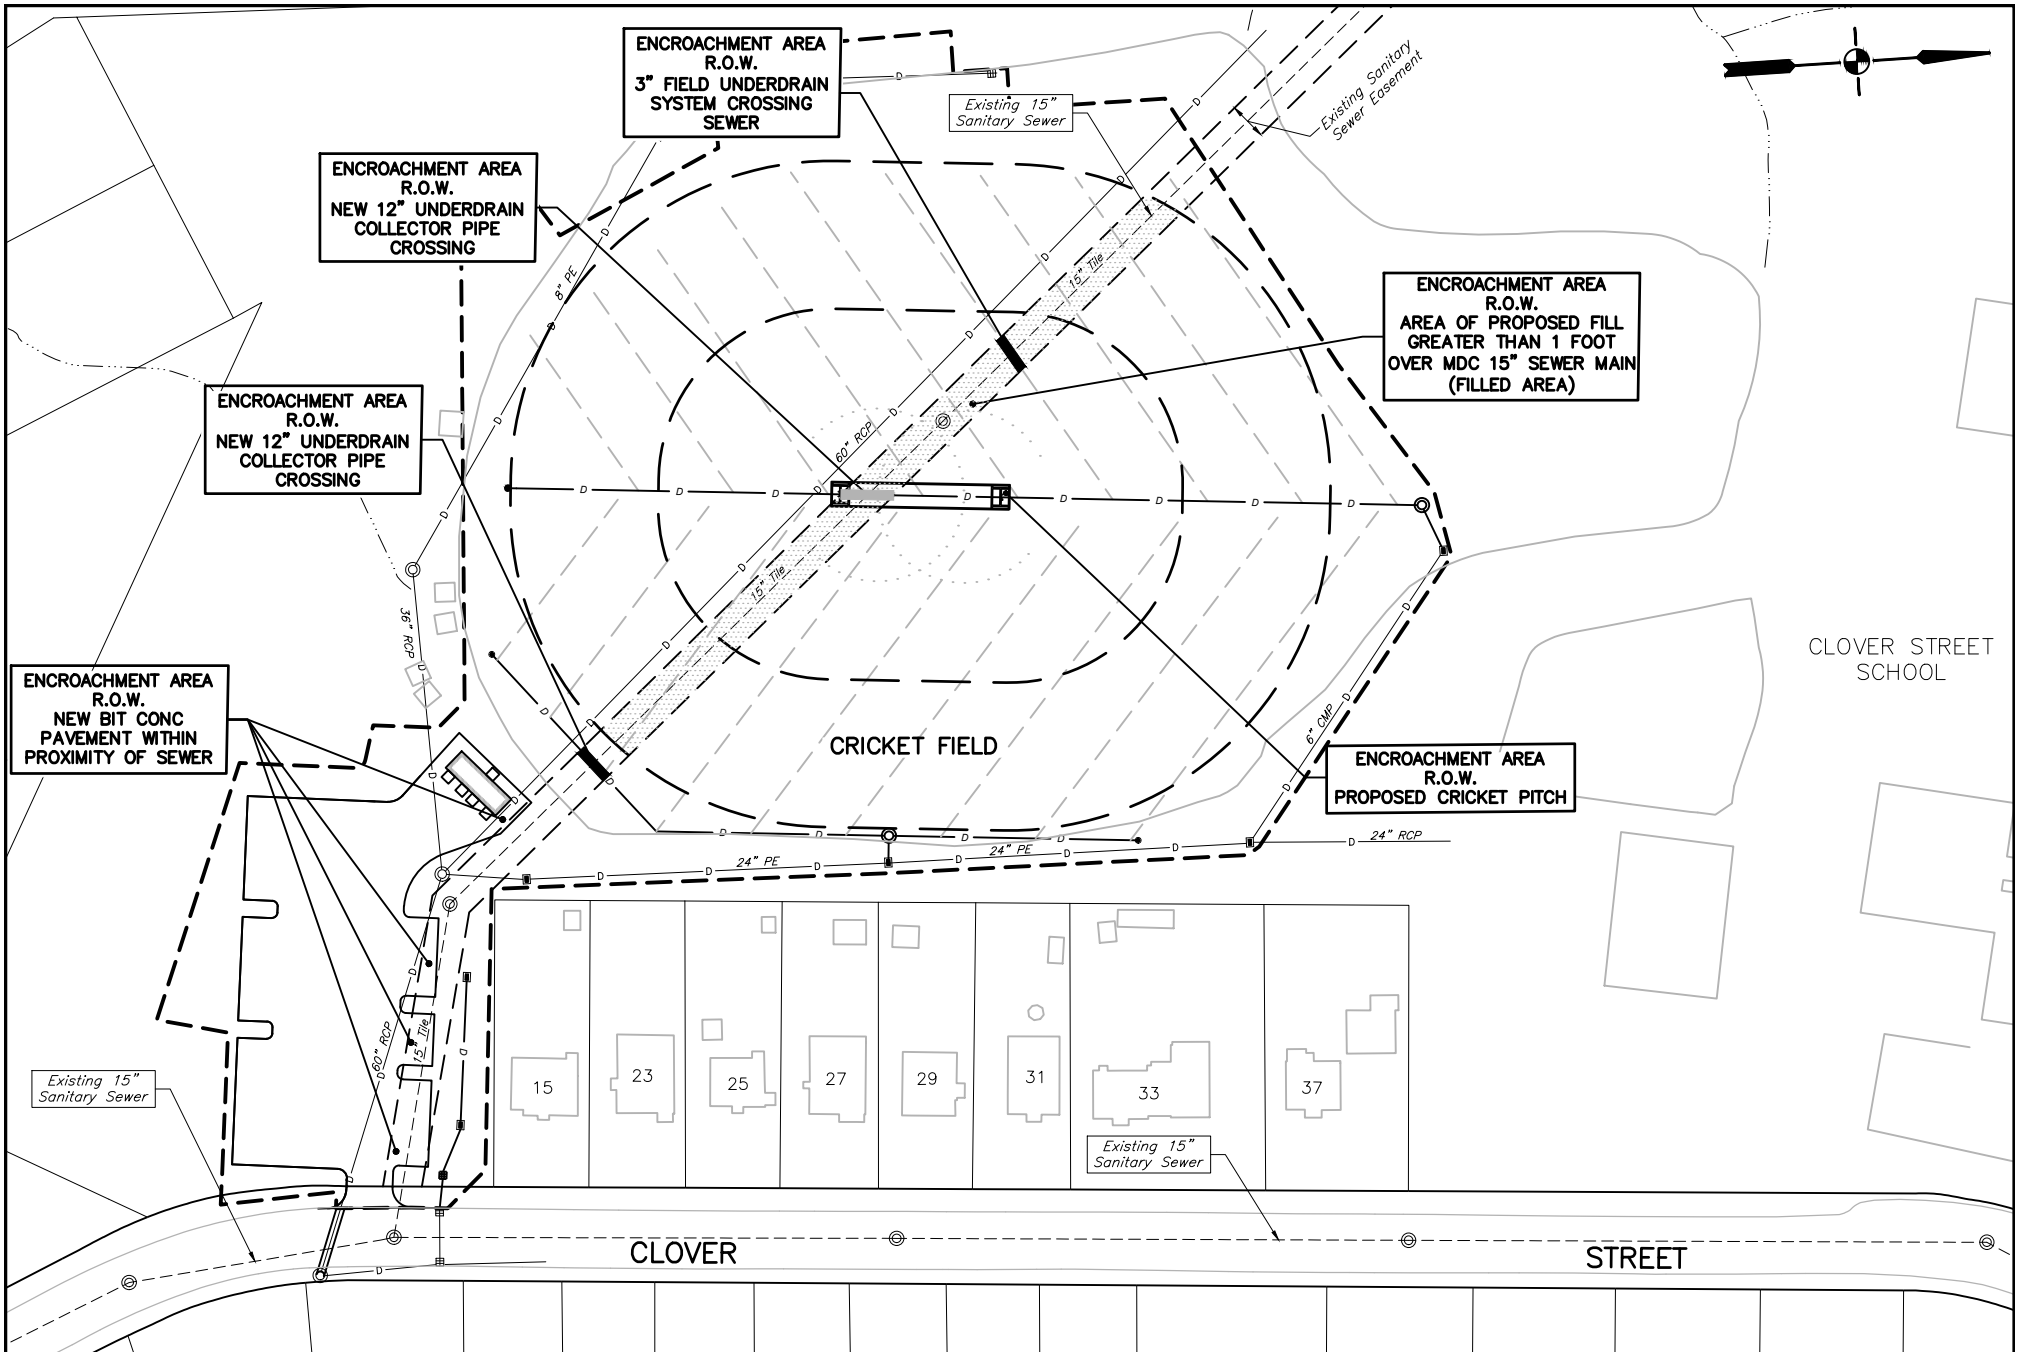 ENCROACHMENT AREA
R.O.W.
3" FIELD UNDERDRAIN
SYSTEM CROSSING
SEWER
D
Existing 15"
Sanitary Sewer
Existing Sanitary
Sewer Easement
ENCROACHMENT AREA
R.O.W.
NEW 12" UNDERDRAIN
COLLECTOR PIPE
CROSSING
8" PE
15" Tile
ENCROACHMENT AREA
R.O.W.
AREA OF PROPOSED FILL
GREATER THAN 1 FOOT
OVER MDC 15" SEWER MAIN
(FILLED AREA)
ENCROACHMENT AREA
R.O.W.
NEW 12" UNDERDRAIN
COLLECTOR PIPE
CROSSING
60" RCP
D D D D D D D D
15" Tile
36" RCP
CLOVER STREET
SCHOOL
ENCROACHMENT AREA
R.O.W.
NEW BIT CONC
PAVEMENT WITHIN
PROXIMITY OF SEWER
6" CMP
CRICKET FIELD
ENCROACHMENT AREA
R.O.W.
PROPOSED CRICKET PITCH
24" PE
24" PE
24" RCP
60" RCP
15" Tile
Existing 15"
Sanitary Sewer
15
23
25
27
29
31
33
37
Existing 15"
Sanitary Sewer
CLOVER
STREET